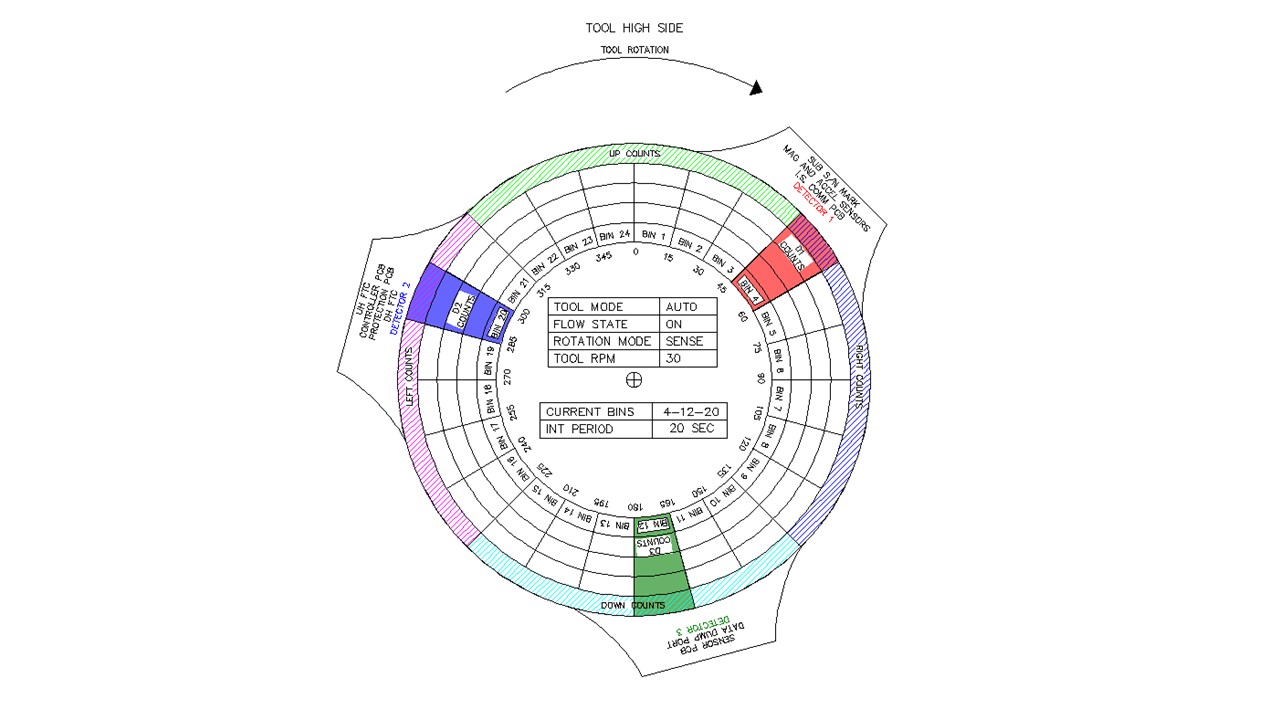 TOOL HIGH SIDE
TOOL ROTATION
UP COUNTS
SUB S/N MARK
MAG AND ACCEL SENSORS
I.S. COMM PCB
DETECTOR 1
D1
COUNTS
RIGHT COUNTS
DOWN COUNTS
D3
COUNTS
DETECTOR 3
DATA DUMP PORT
SENSOR PCB
LEFT COUNTS
D2
COUNTS
UH FTC
CONTROLLER PCB
PROTECTION PCB
DH FTC
DETECTOR 2
BIN 1
BIN 2
BIN 3
BIN 4
BIN 5
BIN 6
BIN 7
BIN 8
BIN 9
BIN 10
BIN 11
BIN 12
BIN 13
BIN 14
BIN 15
BIN 16
BIN 17
BIN 18
BIN 19
BIN 20
BIN 21
BIN 22
BIN 23
BIN 24
0
15
30
45
60
75
90
105
120
135
150
165
180
195
210
225
240
255
270
285
300
315
330
345
TOOL MODE AUTO
FLOW STATE ON
ROTATION MODE SENSE
TOOL RPM 30
CURRENT BINS 4-12-20
INT PERIOD 20 SEC